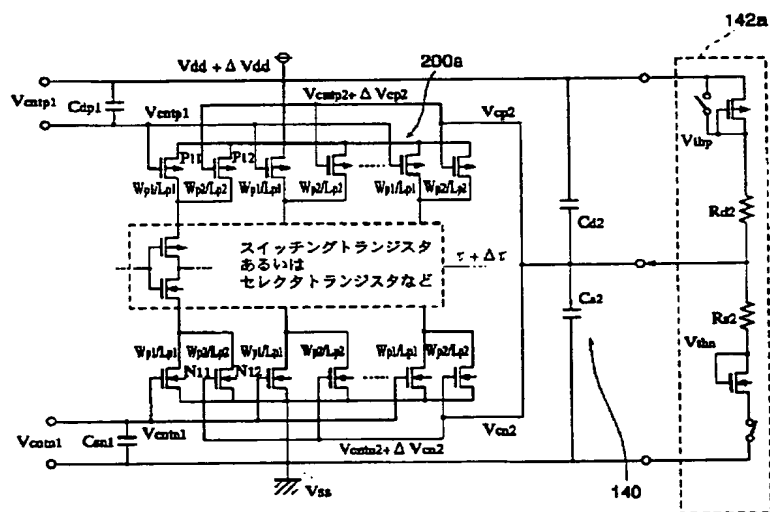 142a
Vdd + Δ Vdd
200a
Vcntp1
Cdp1
Vcntp1
Vcntp2+ Δ Vcp2
Vcp2
Vthp
P11
P12
Wp1/Lp1
Wp2/Lp2
Wp1/Lp1
Wp2/Lp2
Wp1/Lp1
Wp2/Lp2
Cd2
Rd2
スイッチングトランジスタ
あるいは
セレクタトランジスタなど
τ + Δτ
Cs2
Rs2
Wp1/Lp1
Wp2/Lp2
Wp1/Lp1
Wp2/Lp2
Wp1/Lp1
Wp2/Lp2
Vthn
N11
N12
Vcntn1
Csn1
Vcntn1
Vcntn2+ Δ Vcn2
Vcn2
Vss
140